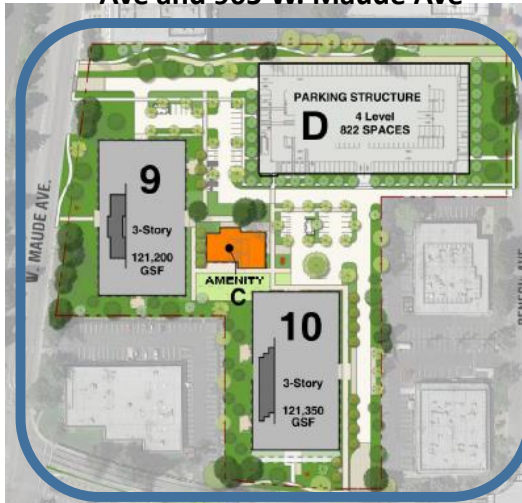 Ave and 565 W. Maude Ave
PARKING STRUCTURE
D
4 Level
822 SPACES
9
3-Story
121,200
GSF
W. MAUDE AVE.
AMENITY
C
10
3-Story
121,350
GSF